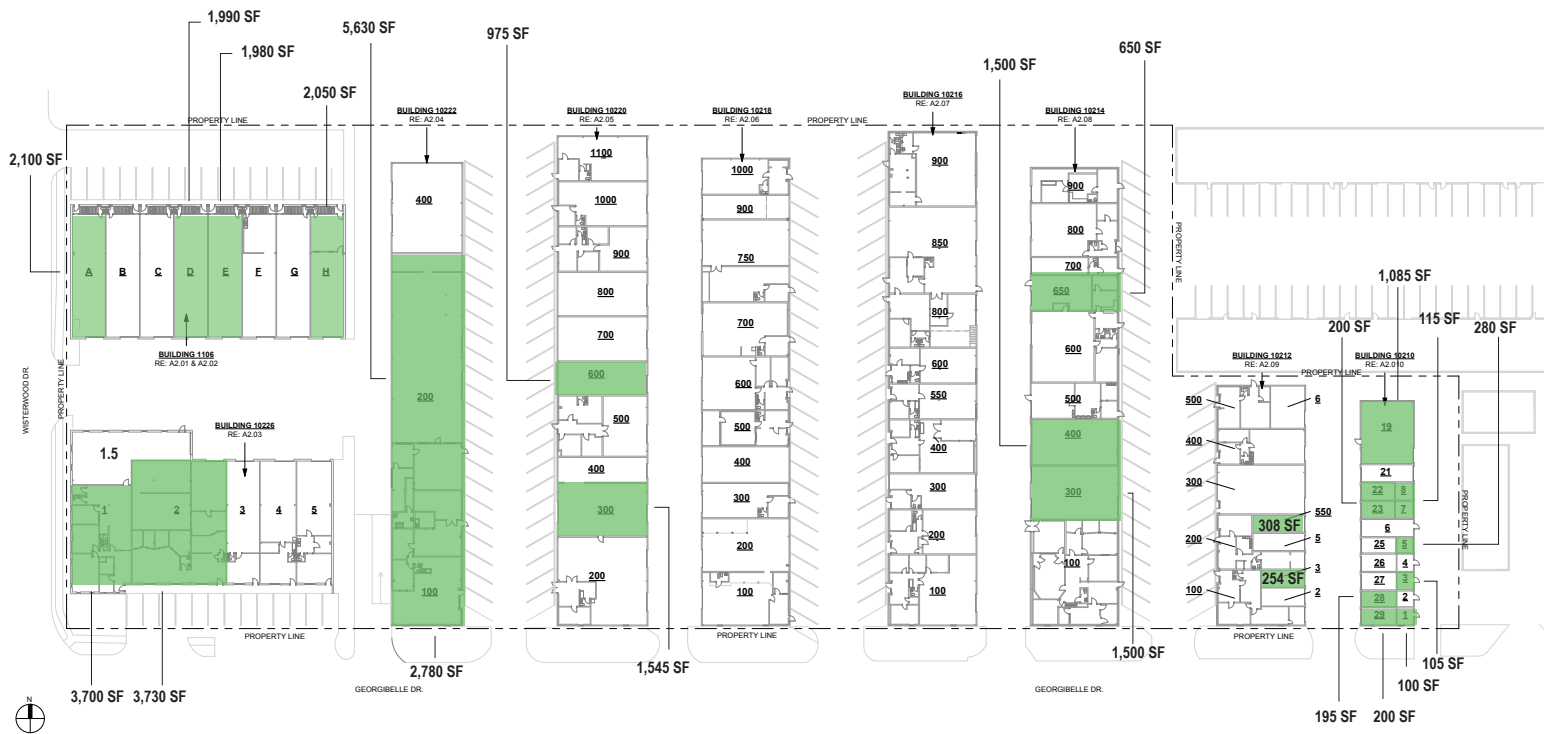 1,990 SF
5,630 SF
975 SF
650 SF
1,980 SF
1,500 SF
2,050 SF
BUILDING 10222
RE: A2.04
BUILDING 10220
RE: A2.05
BUILDING 10218
RE: A2.06
BUILDING 10216
RE: A2.07
BUILDING 10214
RE: A2.08
PROPERTY LINE
PROPERTY LINE
2,100 SF
A
B
C
D
E
F
G
H
BUILDING 1106
RE: A2.01 & A2.02
WISTERWOOD DR.
PROPERTY LINE
BUILDING 10226
RE: A2.03
1.5
1
2
3
4
5
3,700 SF
3,730 SF
PROPERTY LINE
400
200
100
2,780 SF
GEORGIBELLE DR.
1100
1000
900
800
700
600
500
400
300
200
1,545 SF
1000
900
750
700
600
500
400
300
200
100
PROPERTY LINE
900
850
800
600
550
400
300
200
100
900
800
700
650
600
500
400
300
100
1,500 SF
GEORGIBELLE DR.
PROPERTY LINE
1,085 SF
200 SF
115 SF
280 SF
BUILDING 10212
RE: A2.09
BUILDING 10210
RE: A2.010
PROPERTY LINE
500
6
400
300
550
308 SF
5
200
3
254 SF
100
2
PROPERTY LINE
19
21
22
8
23
7
6
25
5
26
4
27
3
28
2
29
1
PROPERTY LINE
105 SF
100 SF
195 SF
200 SF
N